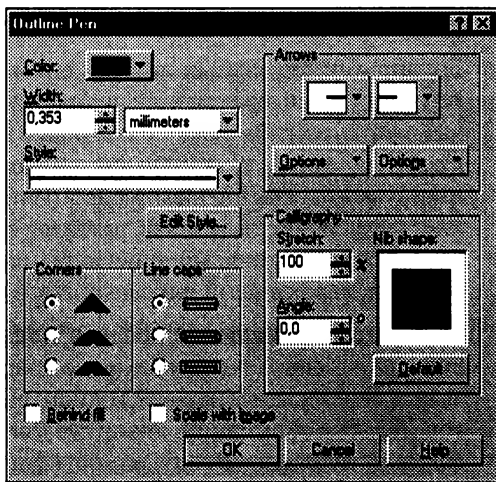 Outline Pen
Color:
Width:
0,353
millimeters
Style:
Edit Style...
Arrows
Options
Options
Calligraphy
Stretch:
100
%
Nib shape:
Angle:
0,0
°
Default
Corners
Line caps
Behind fill
Scale with Image
OK
Cancel
Help